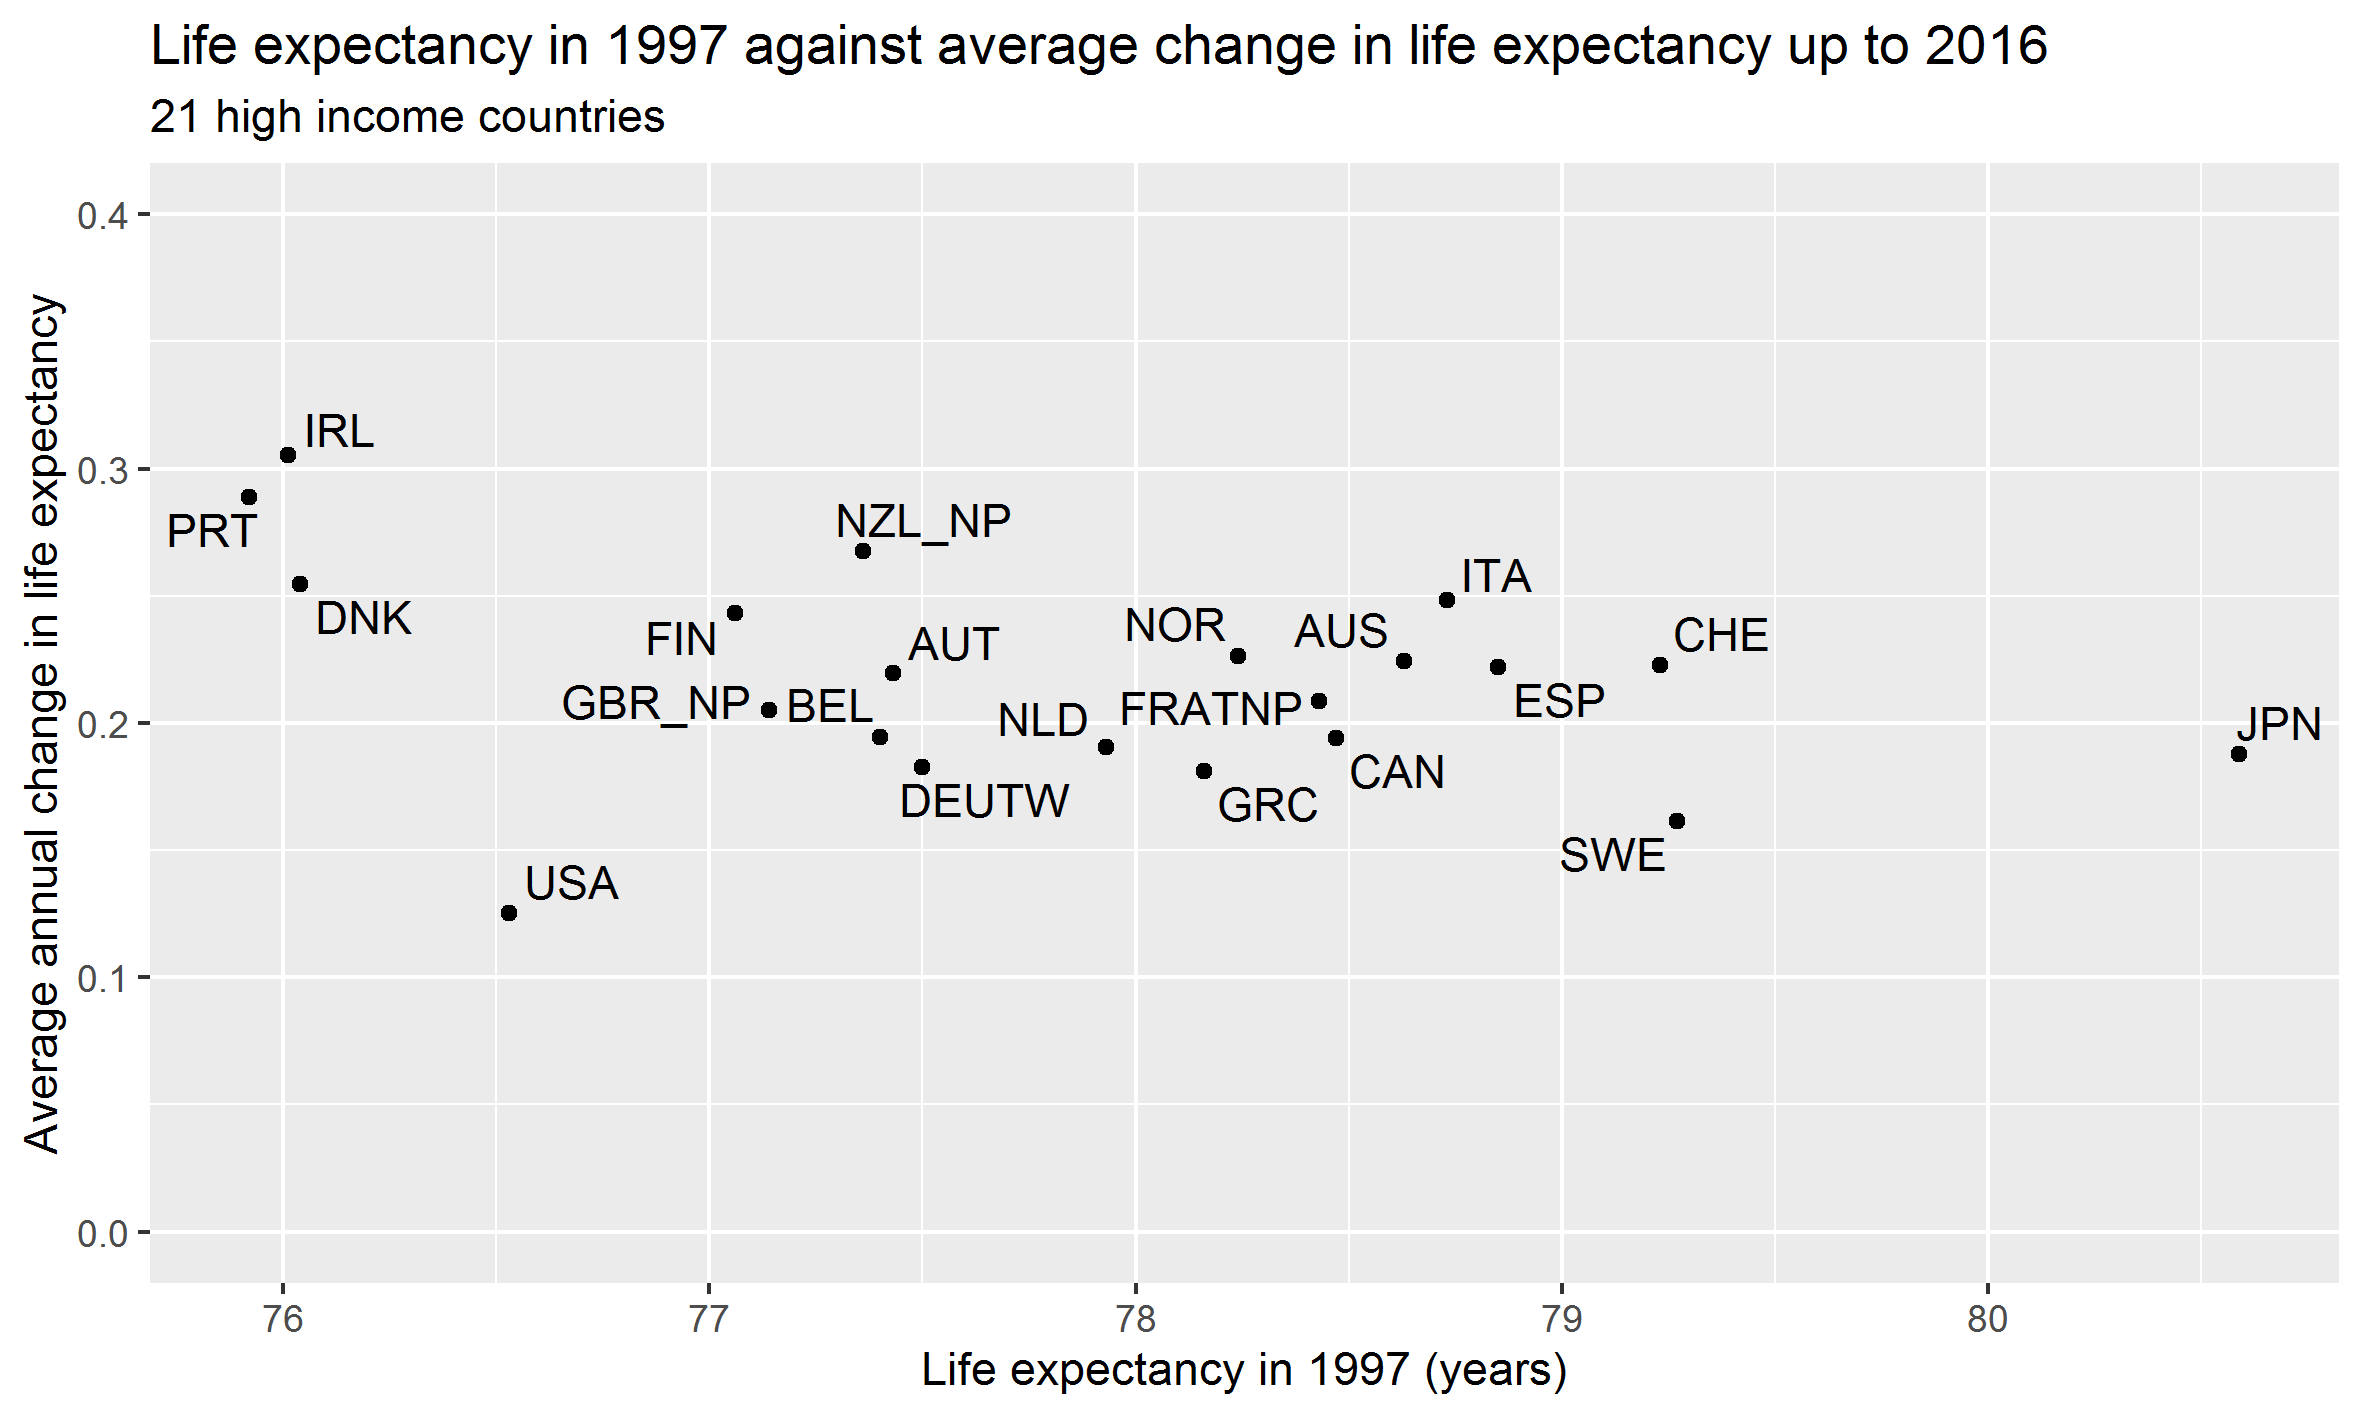 Life expectancy in 1997 against average change in life expectancy up to 2016
21 high income countries
Average annual change in life expectancy
0.4
0.3
0.2
0.1
0.0
IRL
PRT
NZL_NP
DNK
ITA
FIN
NOR
AUS
CHE
AUT
GBR_NP
BEL
NLD
FRATNP
ESP
JPN
CAN
DEUTW
GRC
SWE
USA
76
77
78
79
80
Life expectancy in 1997 (years)